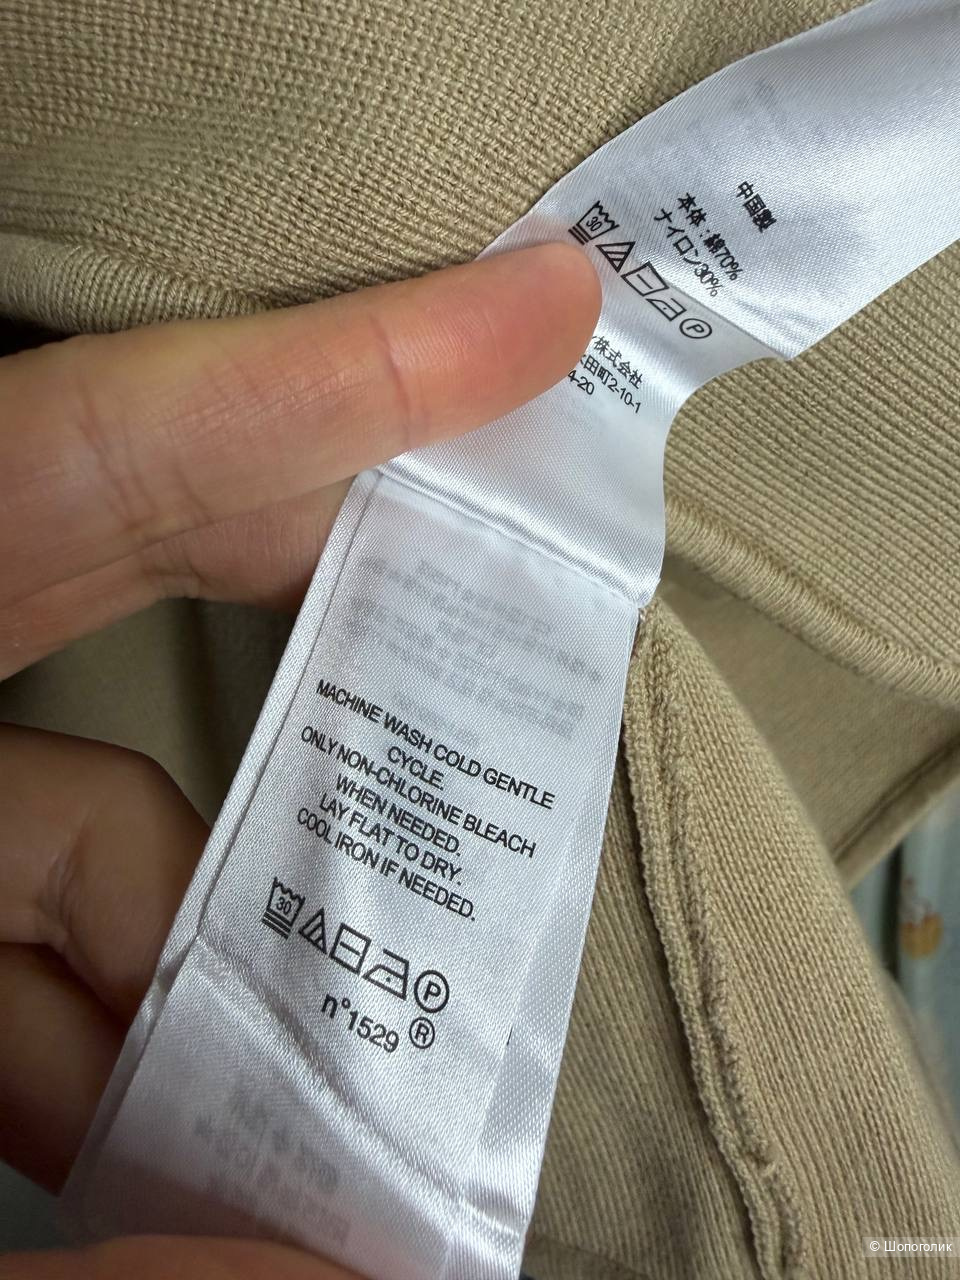 中国製
本体：綿70%
ナイロン30%
30
P
株式会社
田町2-10-1
4-20
MACHINE WASH COLD GENTLE
CYCLE.
ONLY NON-CHLORINE BLEACH
WHEN NEEDED.
LAY FLAT TO DRY.
COOL IRON IF NEEDED.
30
P
n°1529 ®
© Шопоголик